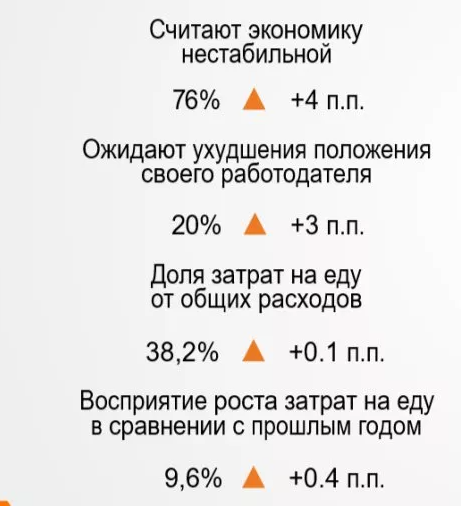 Считают экономику
нестабильной
76% ▲ +4 п.п.
Ожидают ухудшения положения
своего работодателя
20% ▲ +3 п.п.
Доля затрат на еду
от общих расходов
38,2% ▲ +0.1 п.п.
Восприятие роста затрат на еду
в сравнении с прошлым годом
9,6% ▲ +0.4 п.п.